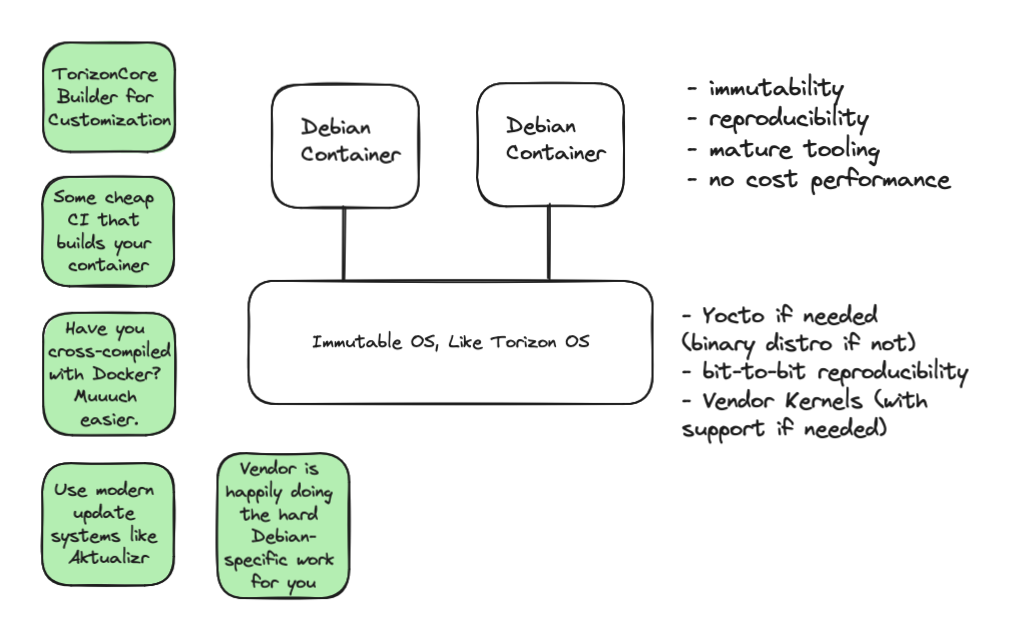 TorizonCore
Builder for
Customization
Some cheap
CI that
builds your
container
Have you
cross-compiled
with Docker?
Muuuch
easier.
Use modern
update
systems like
Aktualizr
Vendor is
happily doing
the hard
Debian-
specific work
for you
Debian
Container
Debian
Container
Immutable OS, Like Torizon OS
- immutability
- reproducibility
- mature tooling
- no cost performance
- Yocto if needed
(binary distro if not)
- bit-to-bit reproducibility
- Vendor Kernels (with
support if needed)